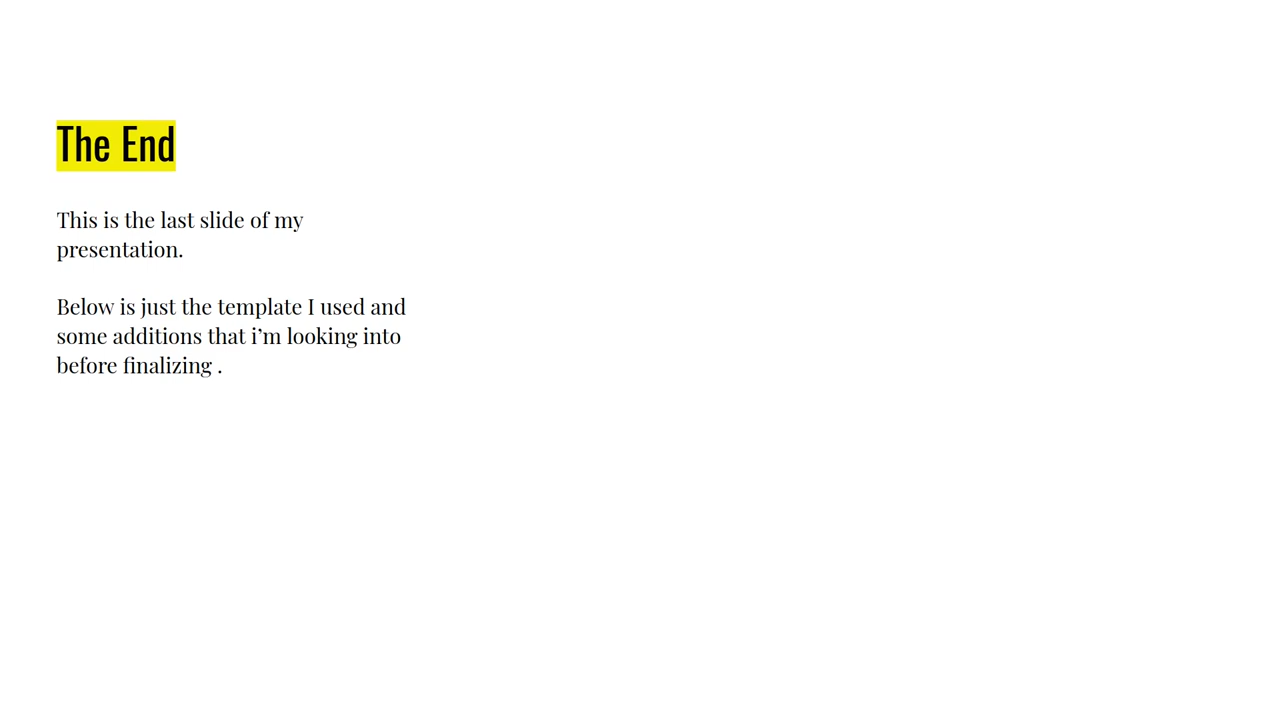 The End
This is the last slide of my
presentation.
Below is just the template I used and
some additions that i’m looking into
before finalizing .